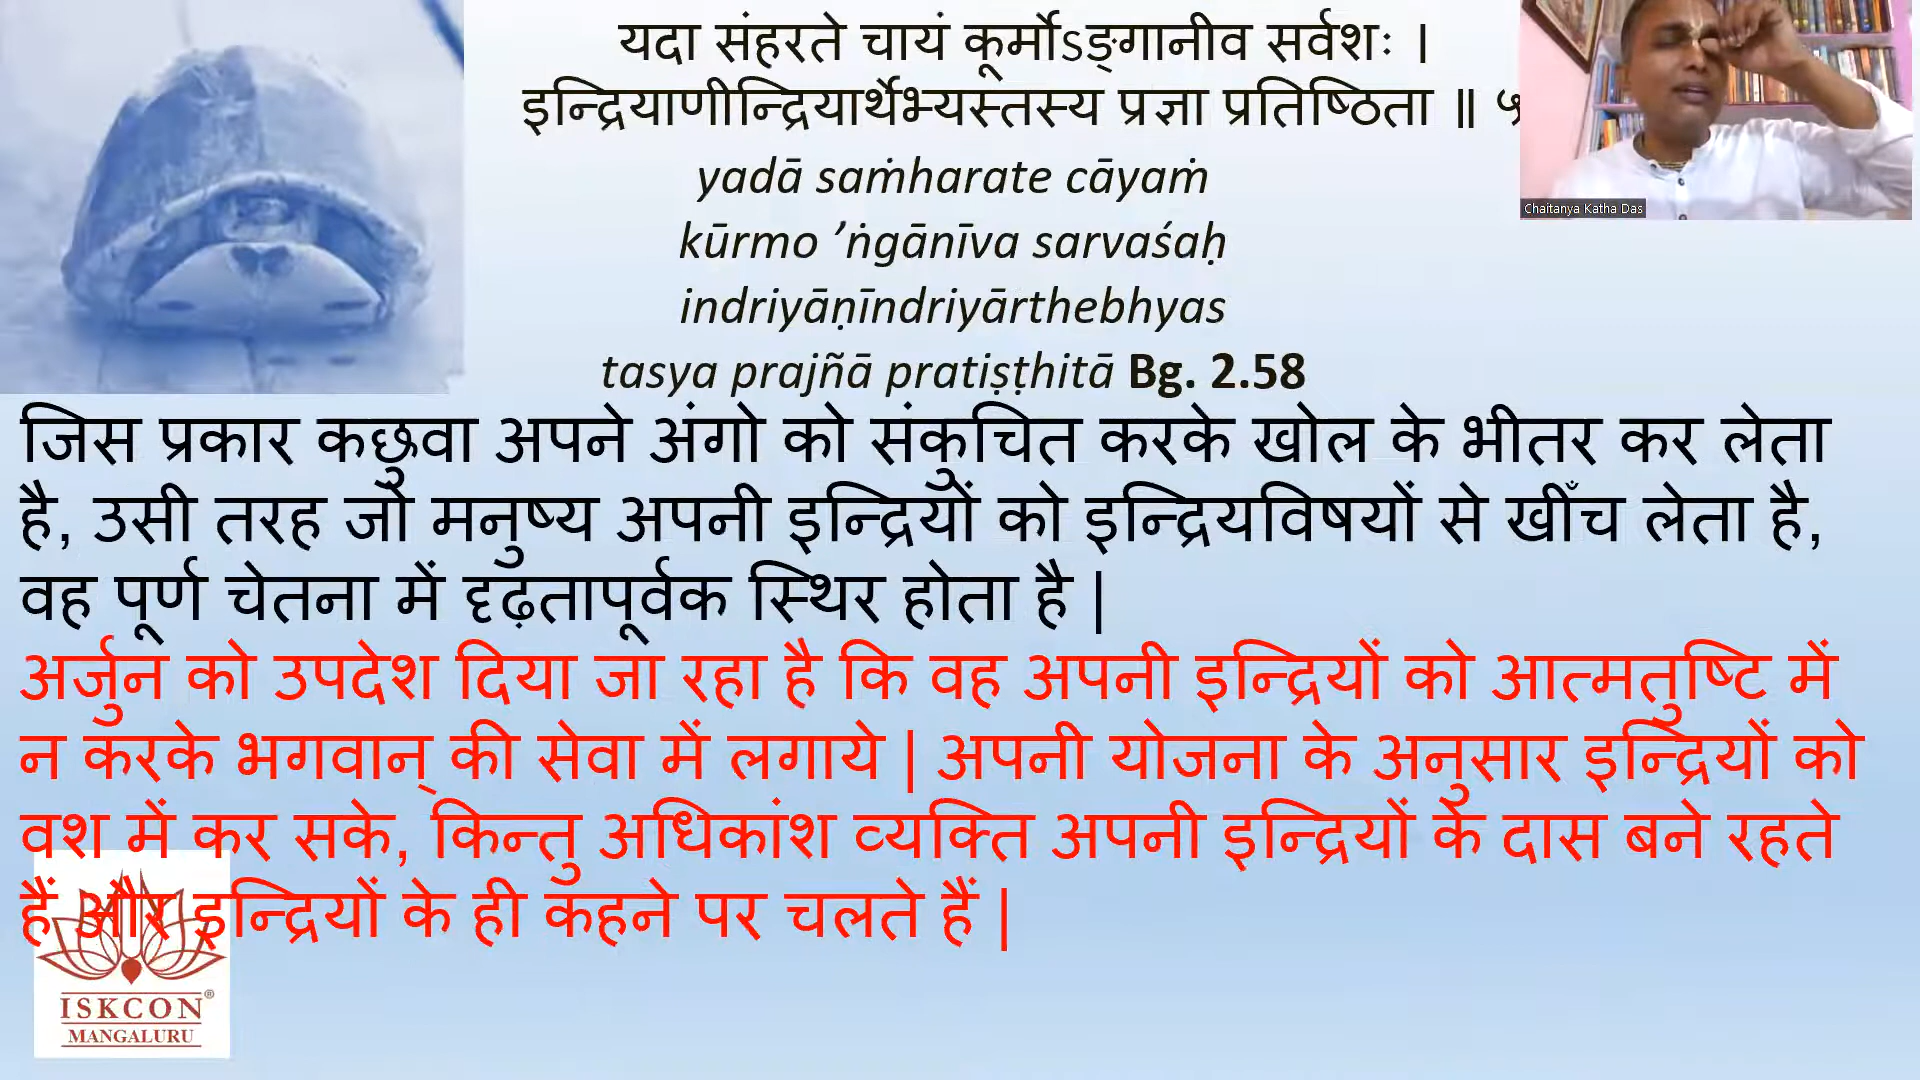 यदा संहरते चायं कूर्मोऽङ्गानीव सर्वशः ।
इन्द्रियाणीन्द्रियार्थेभ्यस्तस्य प्रज्ञा प्रतिष्ठिता ॥
yadā saṁharate cāyaṁ
kūrmo ’ṅgānīva sarvaśaḥ
indriyāṇīndriyārthebhyas
tasya prajñā pratiṣṭhitā Bg. 2.58
Chaitanya Katha Das
जिस प्रकार कछुवा अपने अंगो को संकुचित करके खोल के भीतर कर लेता
है, उसी तरह जो मनुष्य अपनी इन्द्रियों को इन्द्रियविषयों से खीँच लेता है,
वह पूर्ण चेतना में दृढ़तापूर्वक स्थिर होता है |
अर्जुन को उपदेश दिया जा रहा है कि वह अपनी इन्द्रियों को आत्मतुष्टि में
न करके भगवान् की सेवा में लगाये | अपनी योजना के अनुसार इन्द्रियों को
वश में कर सके, किन्तु अधिकांश व्यक्ति अपनी इन्द्रियों के दास बने रहते
हैं और इन्द्रियों के ही कहने पर चलते हैं |
ISKCON®
MANGALURU